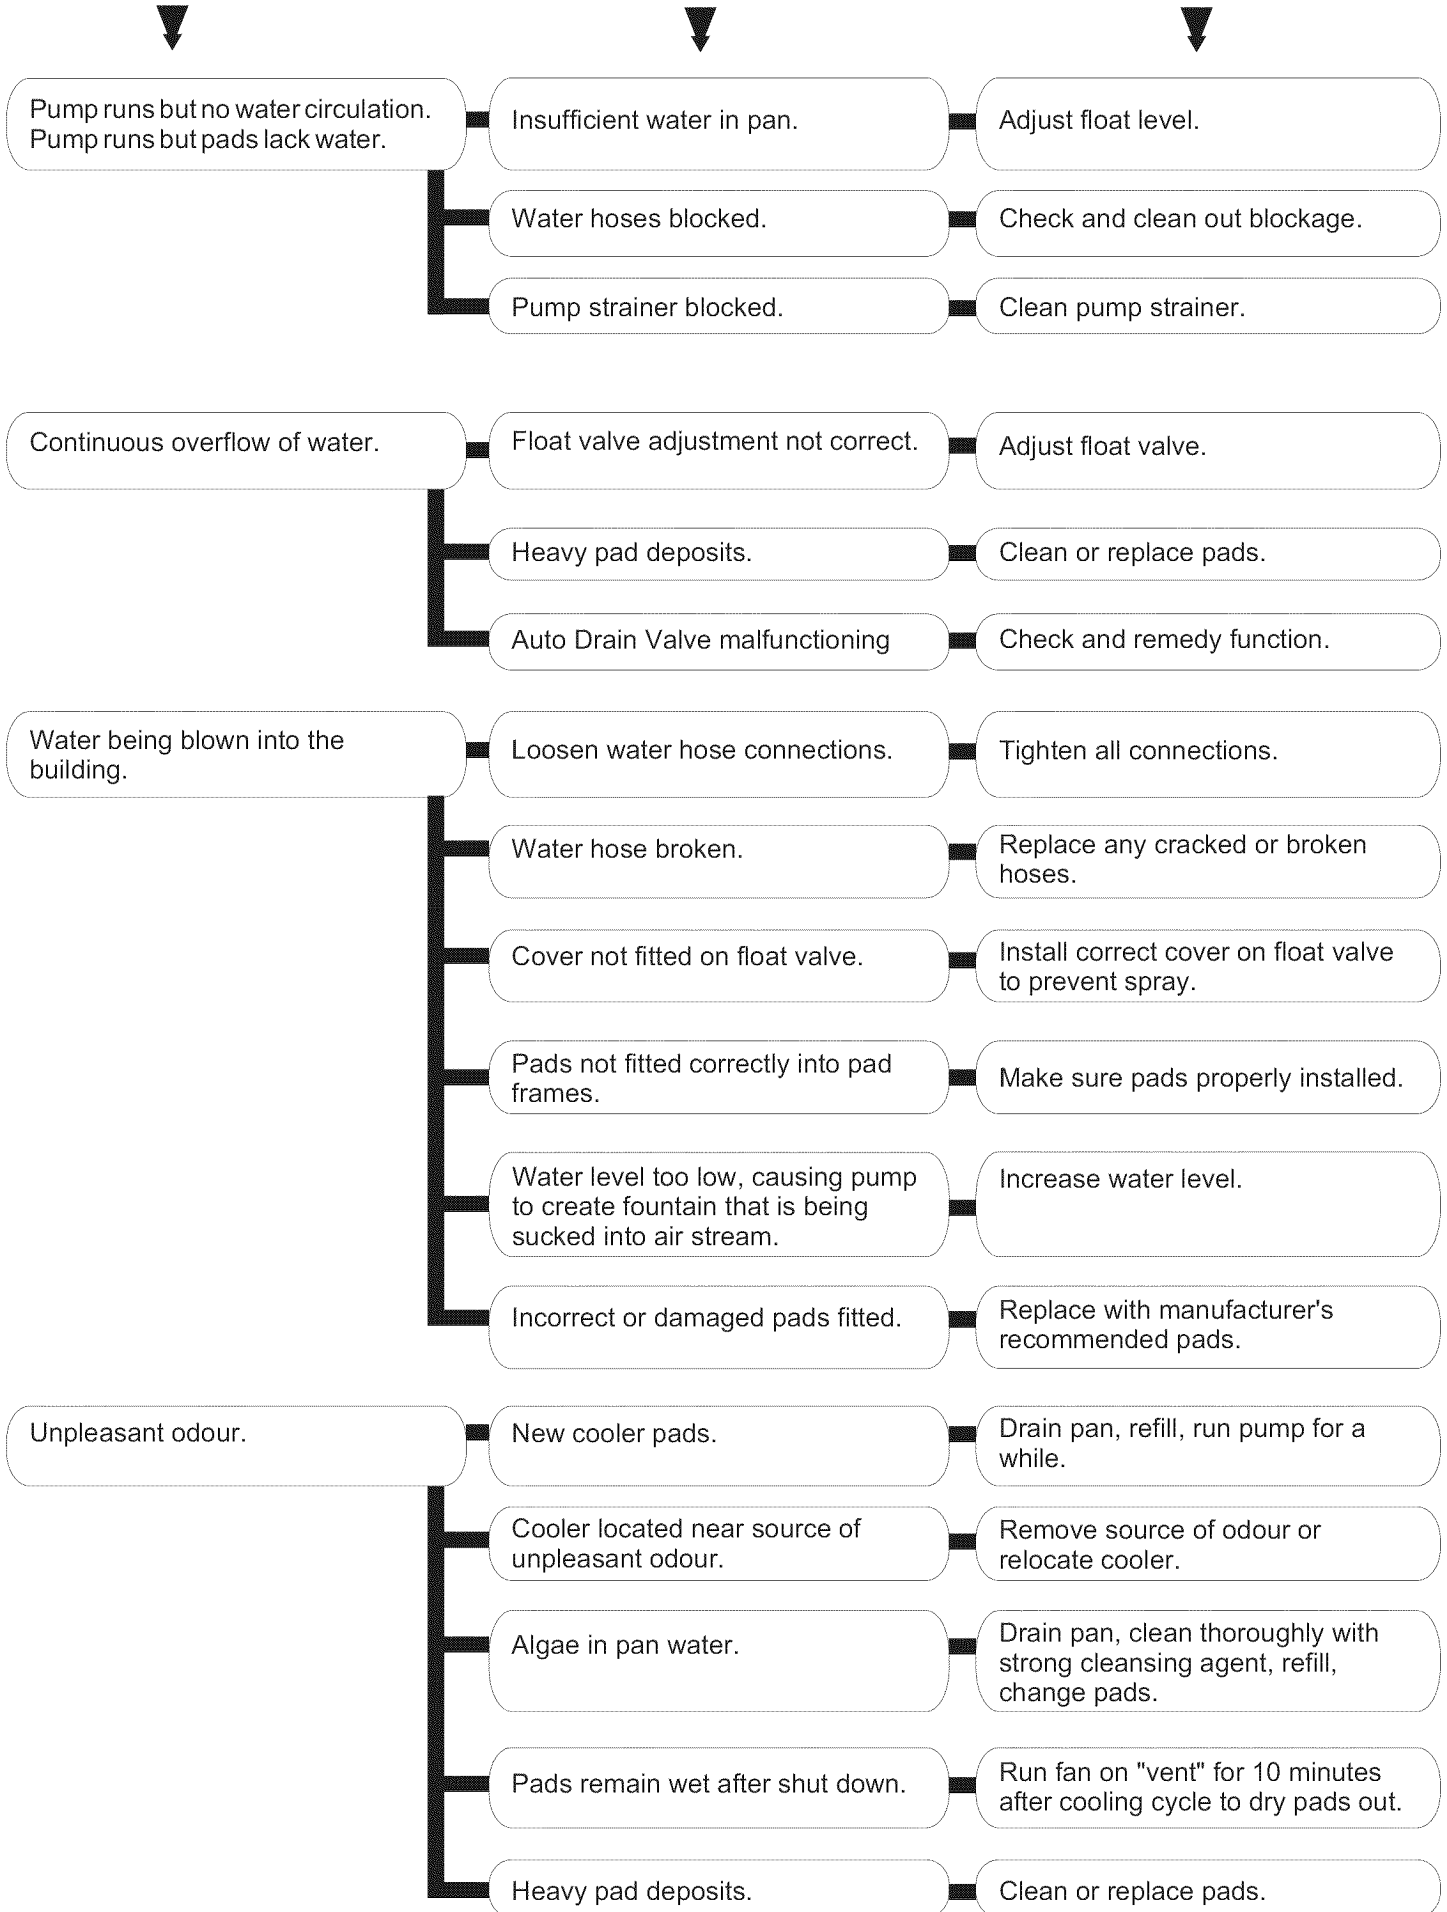 Pump runs but no water circulation.
Pump runs but pads lack water.
Insufficient water in pan.
Adjust float level.
Water hoses blocked.
Check and clean out blockage.
Pump strainer blocked.
Clean pump strainer.
Continuous overflow of water.
Float valve adjustment not correct.
Adjust float valve.
Heavy pad deposits.
Clean or replace pads.
Auto Drain Valve malfunctioning
Check and remedy function.
Water being blown into the
building.
Loosen water hose connections.
Tighten all connections.
Water hose broken.
Replace any cracked or broken
hoses.
Cover not fitted on float valve.
Install correct cover on float valve
to prevent spray.
Pads not fitted correctly into pad
frames.
Make sure pads properly installed.
Water level too low, causing pump
to create fountain that is being
sucked into air stream.
Increase water level.
Incorrect or damaged pads fitted.
Replace with manufacturer's
recommended pads.
Unpleasant odour.
New cooler pads.
Drain pan, refill, run pump for a
while.
Cooler located near source of
unpleasant odour.
Remove source of odour or
relocate cooler.
Algae in pan water.
Drain pan, clean thoroughly with
strong cleansing agent, refill,
change pads.
Pads remain wet after shut down.
Run fan on "vent" for 10 minutes
after cooling cycle to dry pads out.
Heavy pad deposits.
Clean or replace pads.